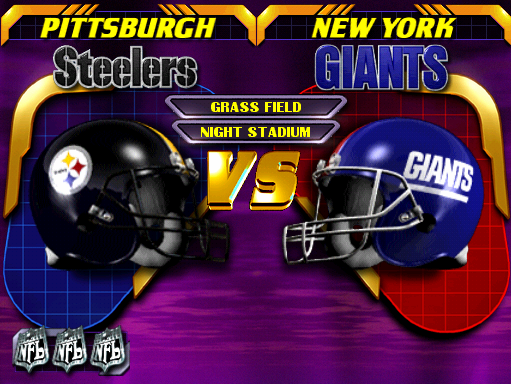 PITTSBURGH
NEW YORK
Steelers
GIANTS
GRASS FIELD
NIGHT STADIUM
VS
GIANTS